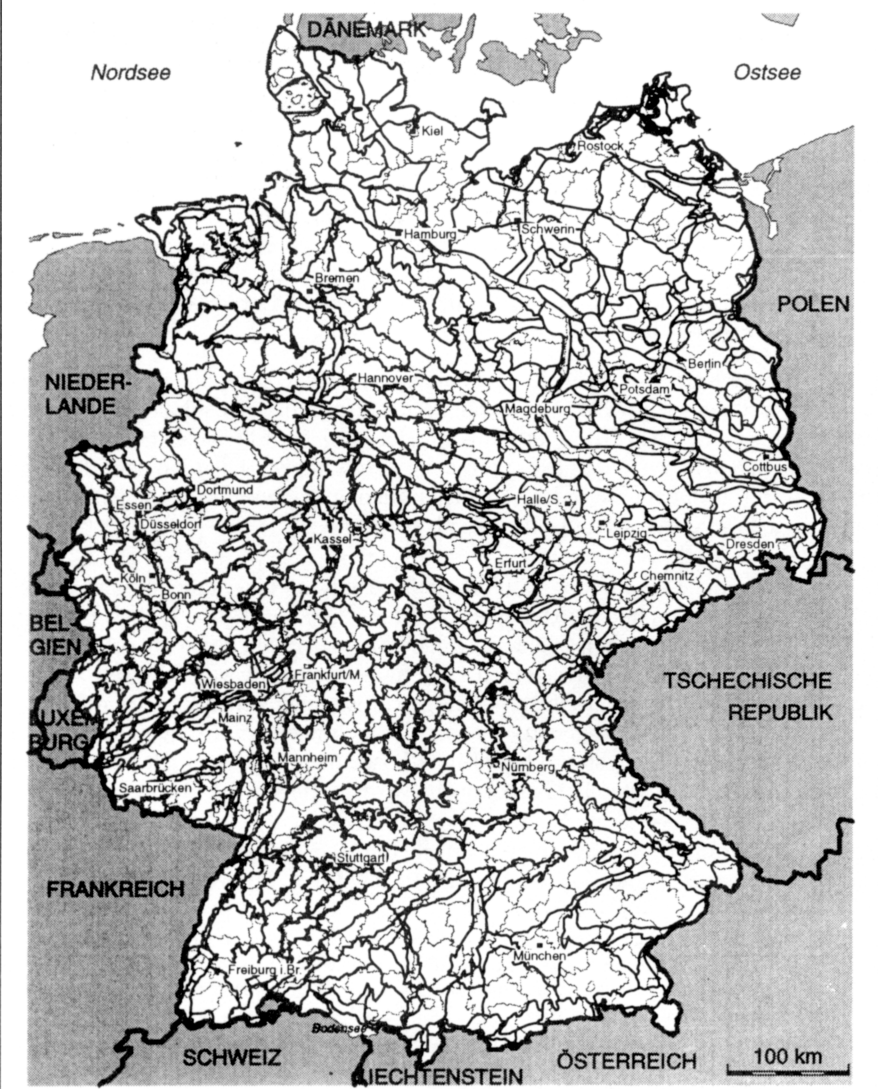 DÄNEMARK
Nordsee
Ostsee
Kiel
Rostock
Hamburg
Schwerin
Bremen
POLEN
Berlin
Hannover
Potsdam
NIEDER-
LANDE
Magdeburg
Cottbus
Dortmund
Halle/S.
Essen
Düsseldorf
Leipzig
Kassel
Dresden
Erfurt
Chemnitz
Köln
Bonn
BEL-
GIEN
Frankfurt/M.
Wiesbaden
TSCHECHISCHE
REPUBLIK
LUXEM-
BURG
Mainz
Mannheim
Nürnberg
Saarbrücken
Stuttgart
FRANKREICH
München
Freiburg i.Br.
Bodensee
SCHWEIZ
ÖSTERREICH
100 km
LIECHTENSTEIN